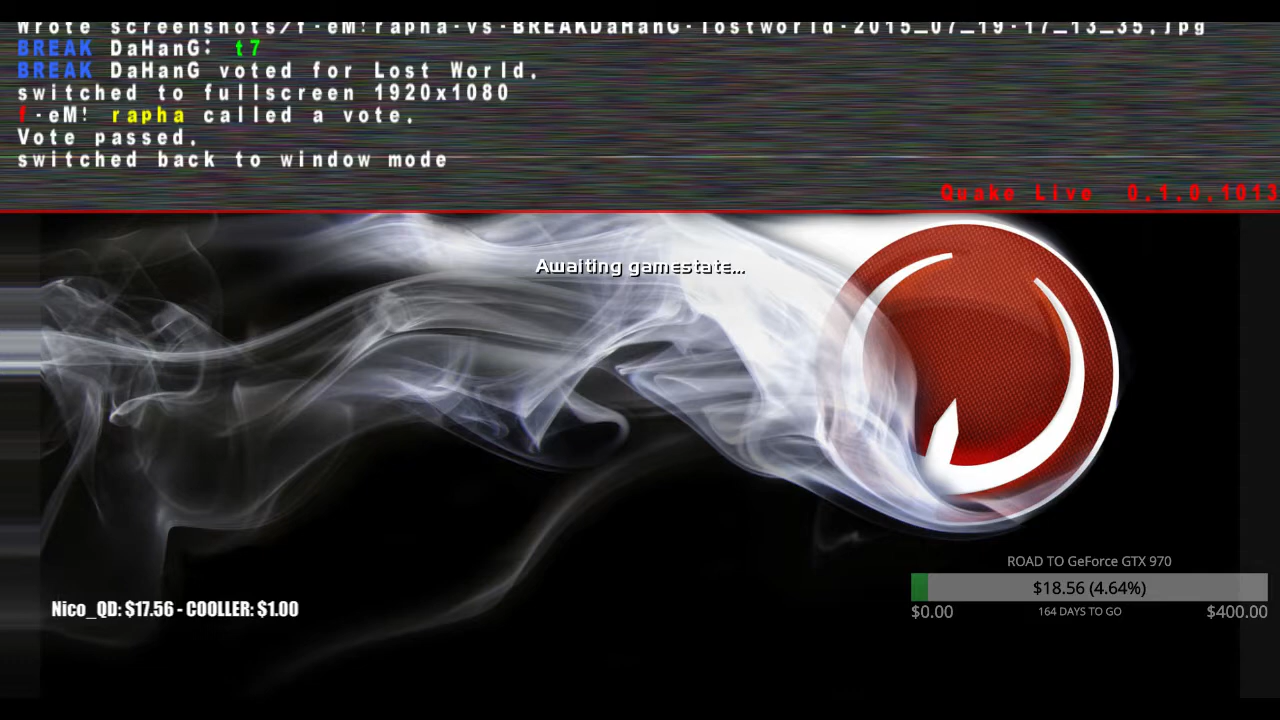 Wrote screenshots/f-eM!rapha-vs-BREAKDaHanG-lostworld-2015_07_19-17_13_35.jpg
BREAK DaHanG: t7
BREAK DaHanG voted for Lost World.
switched to fullscreen 1920x1080
f-eM! rapha called a vote.
Vote passed.
switched back to window mode
Quake Live 0.1.0.1013
Awaiting gamestate...
ROAD TO GeForce GTX 970
$18.56 (4.64%)
$0.00 164 DAYS TO GO $400.00
Nico_QD: $17.56 - COOLLER: $1.00